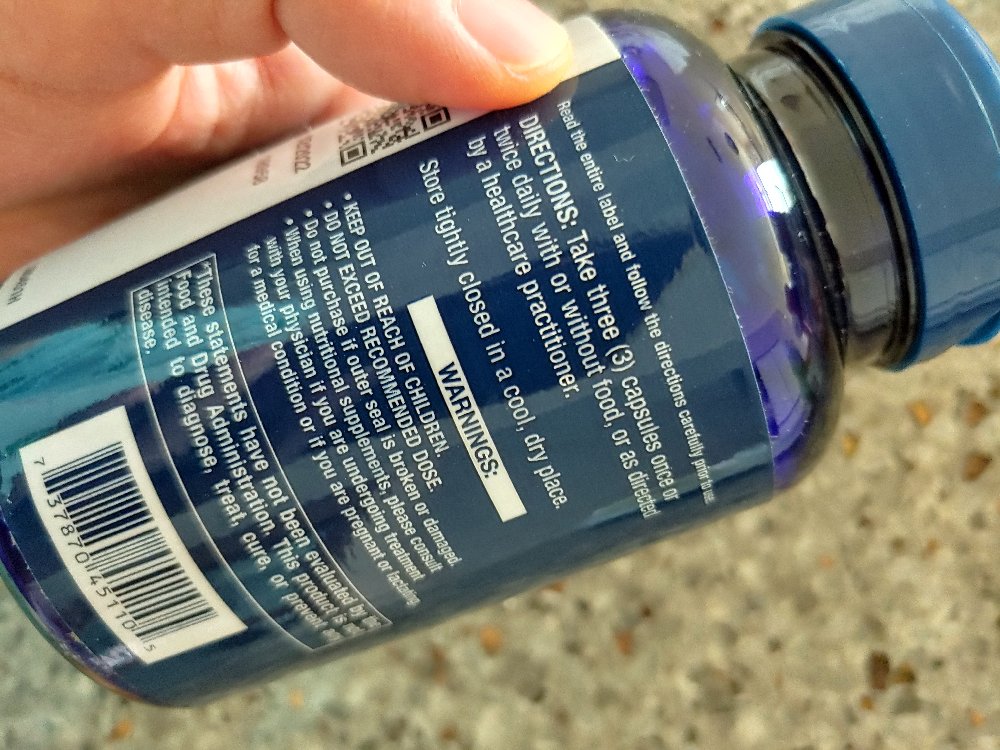 Read the entire label and follow the directions carefully prior to use.
DIRECTIONS: Take three (3) capsules once or
twice daily with or without food, or as directed
by a healthcare practitioner.
Store tightly closed in a cool, dry place.
WARNINGS:
• KEEP OUT OF REACH OF CHILDREN.
• DO NOT EXCEED RECOMMENDED DOSE.
• Do not purchase if outer seal is broken or damaged.
• When using nutritional supplements, please consult
with your physician if you are undergoing treatment
for a medical condition or if you are pregnant or lactating.
*These statements have not been evaluated by the
Food and Drug Administration. This product is not
intended to diagnose, treat, cure, or prevent any
disease.
7 37870 45110 5